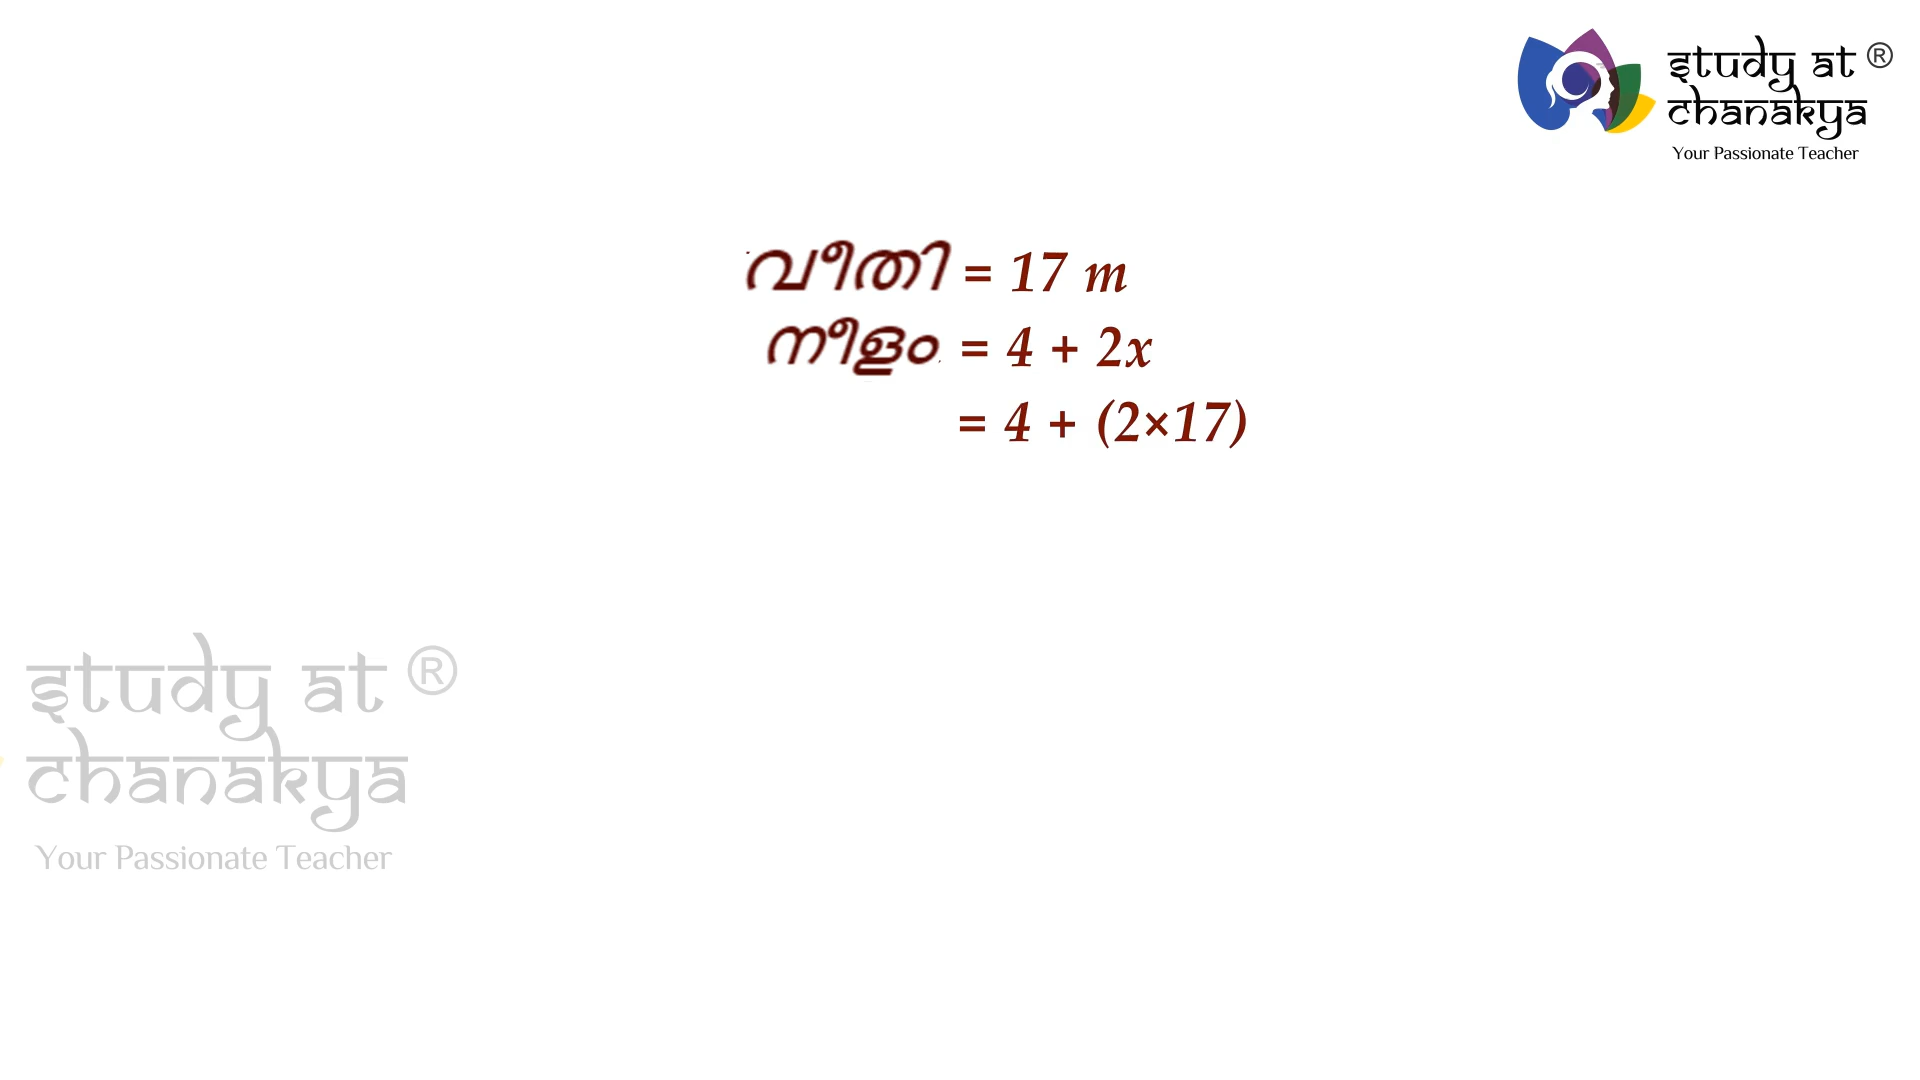 study at ®
chanakya
Your Passionate Teacher
വീതി = 17 m
നീളം = 4 + 2x
= 4 + (2×17)
study at ®
chanakya
Your Passionate Teacher